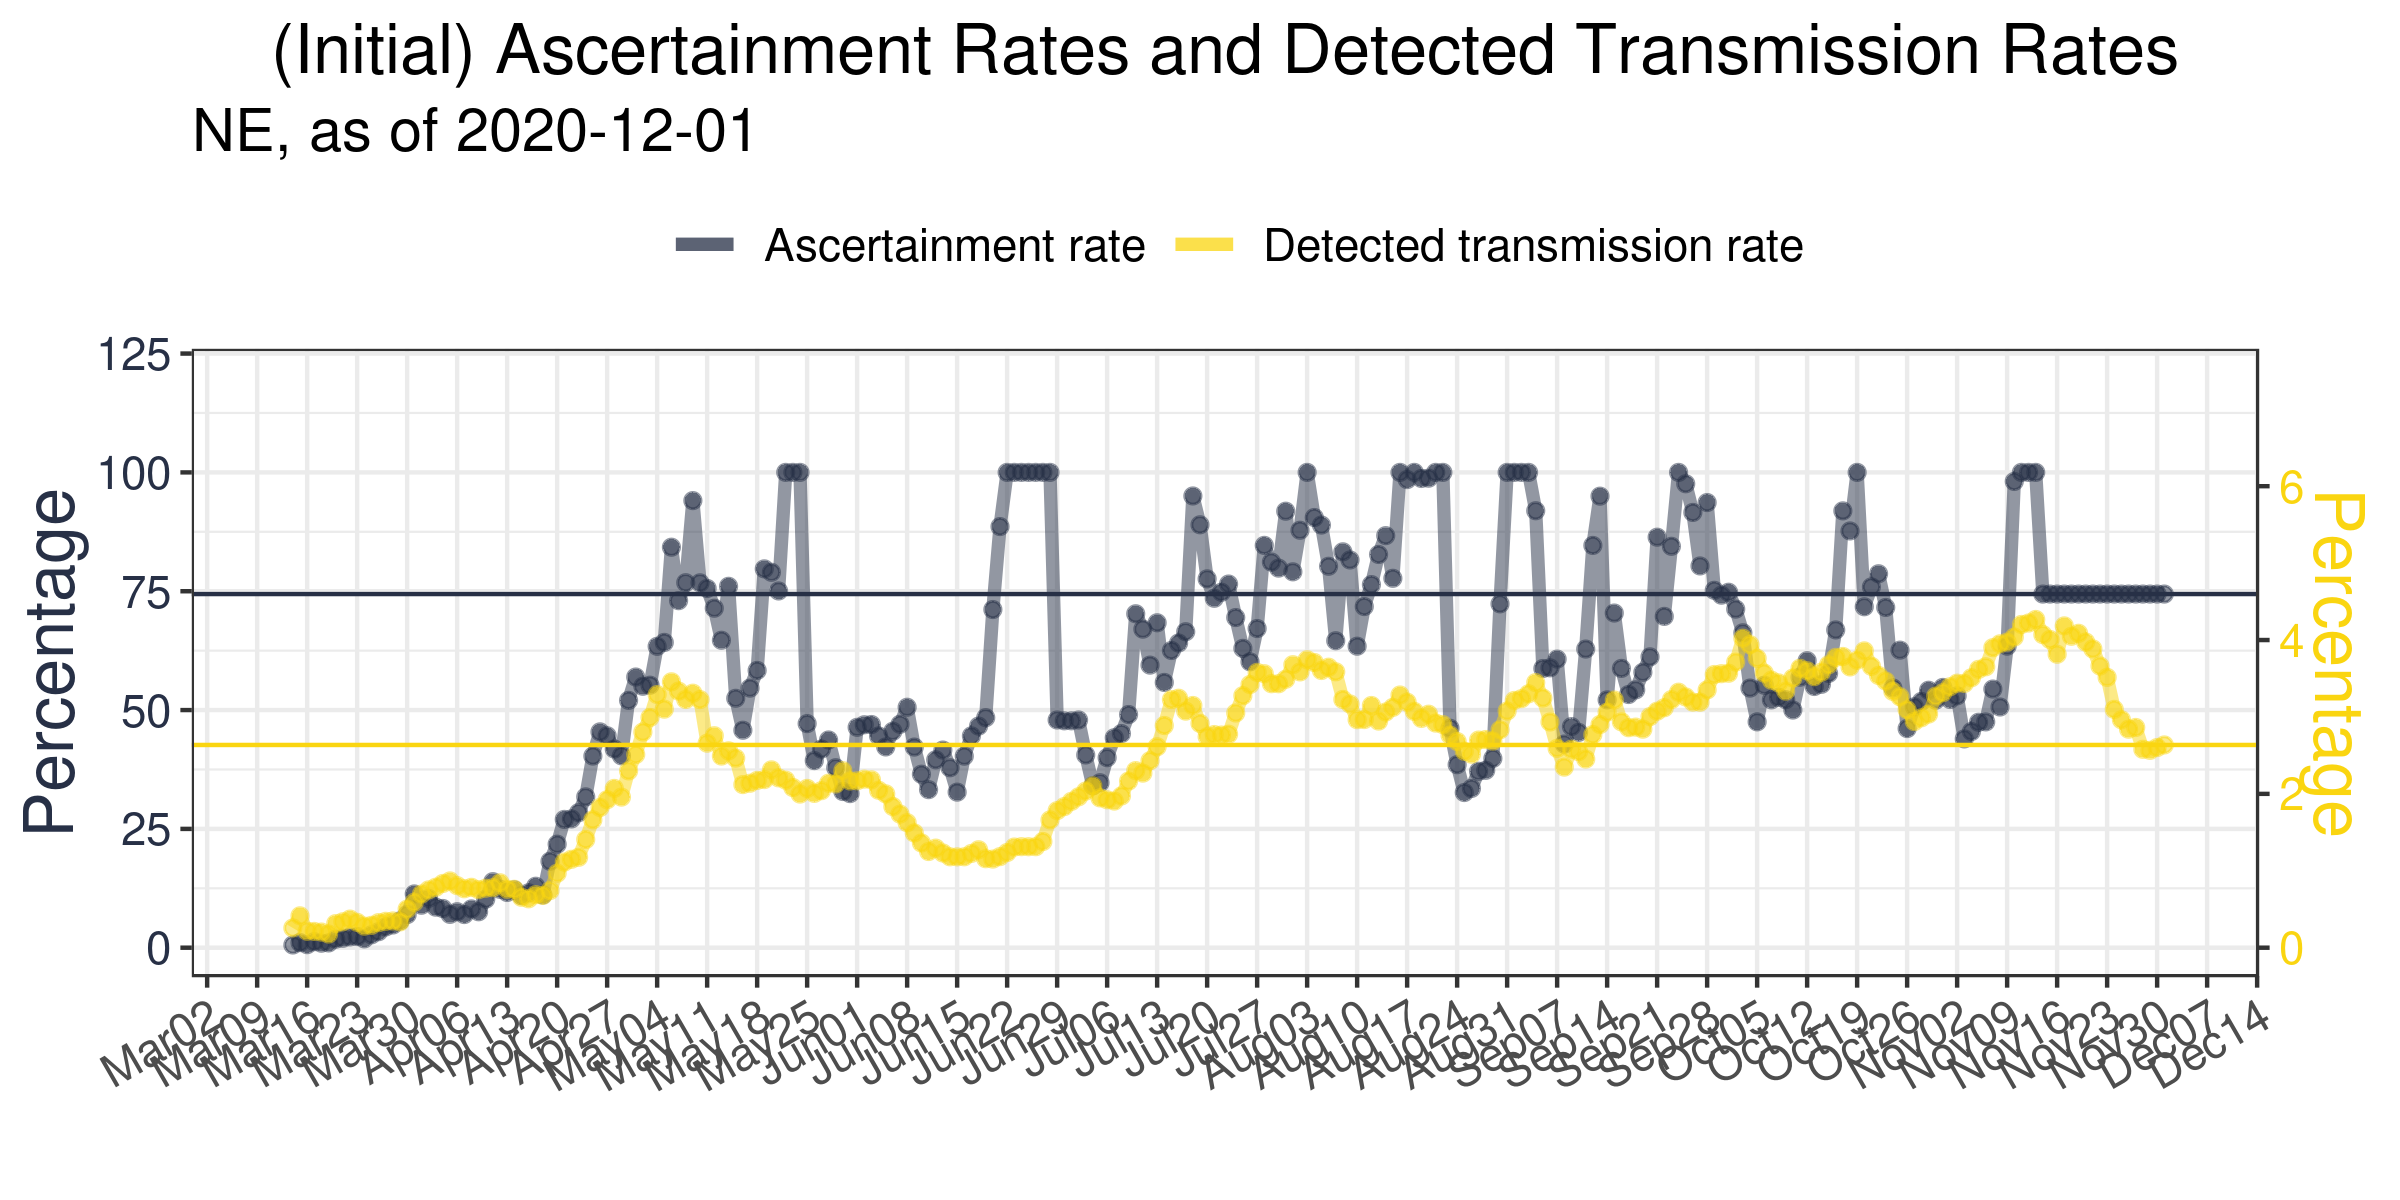 (Initial) Ascertainment Rates and Detected Transmission Rates
NE, as of 2020-12-01
Ascertainment rate
Detected transmission rate
125
100
75
50
25
0
Percentage
6
4
2
0
Percentage
Mar02
Mar09
Mar16
Mar23
Mar30
Apr06
Apr13
Apr20
Apr27
May04
May11
May18
May25
Jun01
Jun08
Jun15
Jun22
Jun29
Jul06
Jul13
Jul20
Jul27
Aug03
Aug10
Aug17
Aug24
Aug31
Sep07
Sep14
Sep21
Sep28
Oct05
Oct12
Oct19
Oct26
Nov02
Nov09
Nov16
Nov23
Nov30
Dec07
Dec14